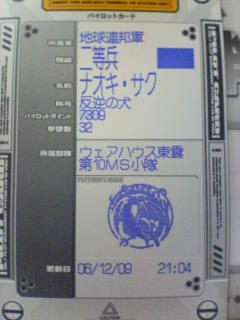 パイロットカード
所属軍 地球連邦軍
階級 二等兵
名前 ナオキ・サク
称号 反逆の犬
パイロットポイント 7309
撃墜数 32
所属部隊 ウェアハウス東雲
第10MS小隊
PLATOON'S MARK
更新日 06/12/09 21:04
CAUTION